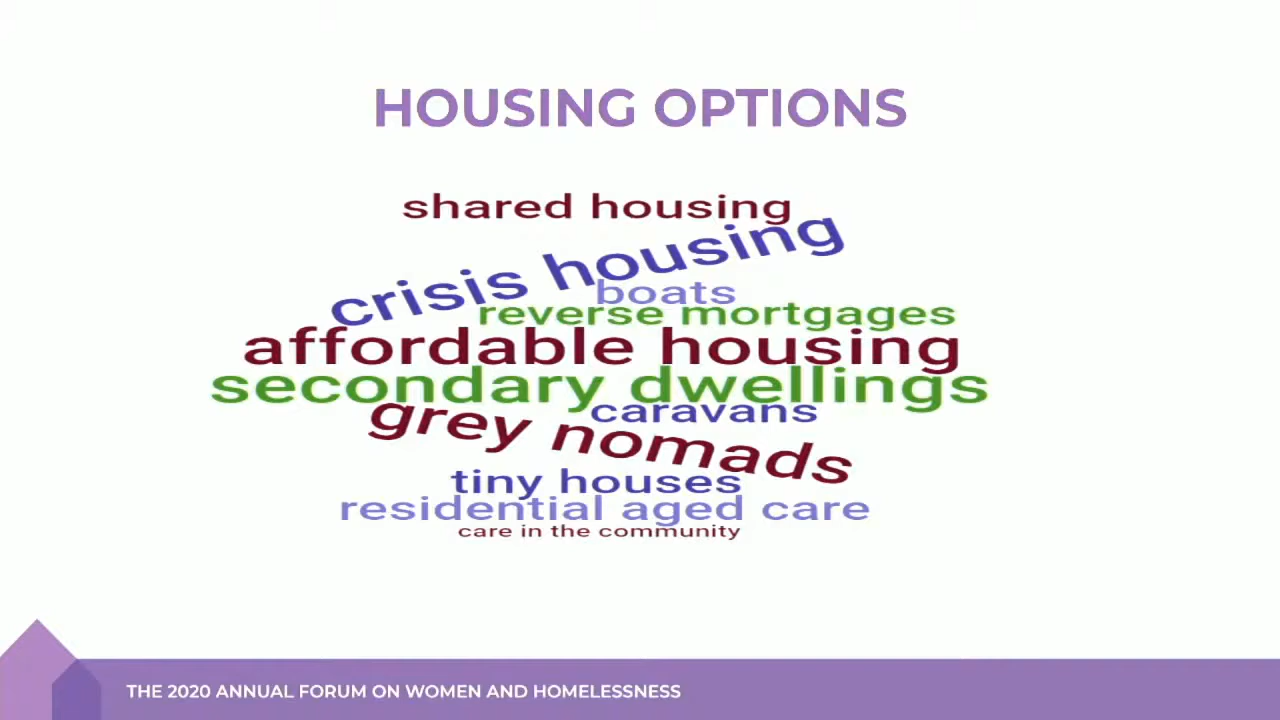 HOUSING OPTIONS
shared housing
crisis housing
boats
reverse mortgages
affordable housing
secondary dwellings
caravans
grey nomads
tiny houses
residential aged care
care in the community
THE 2020 ANNUAL FORUM ON WOMEN AND HOMELESSNESS